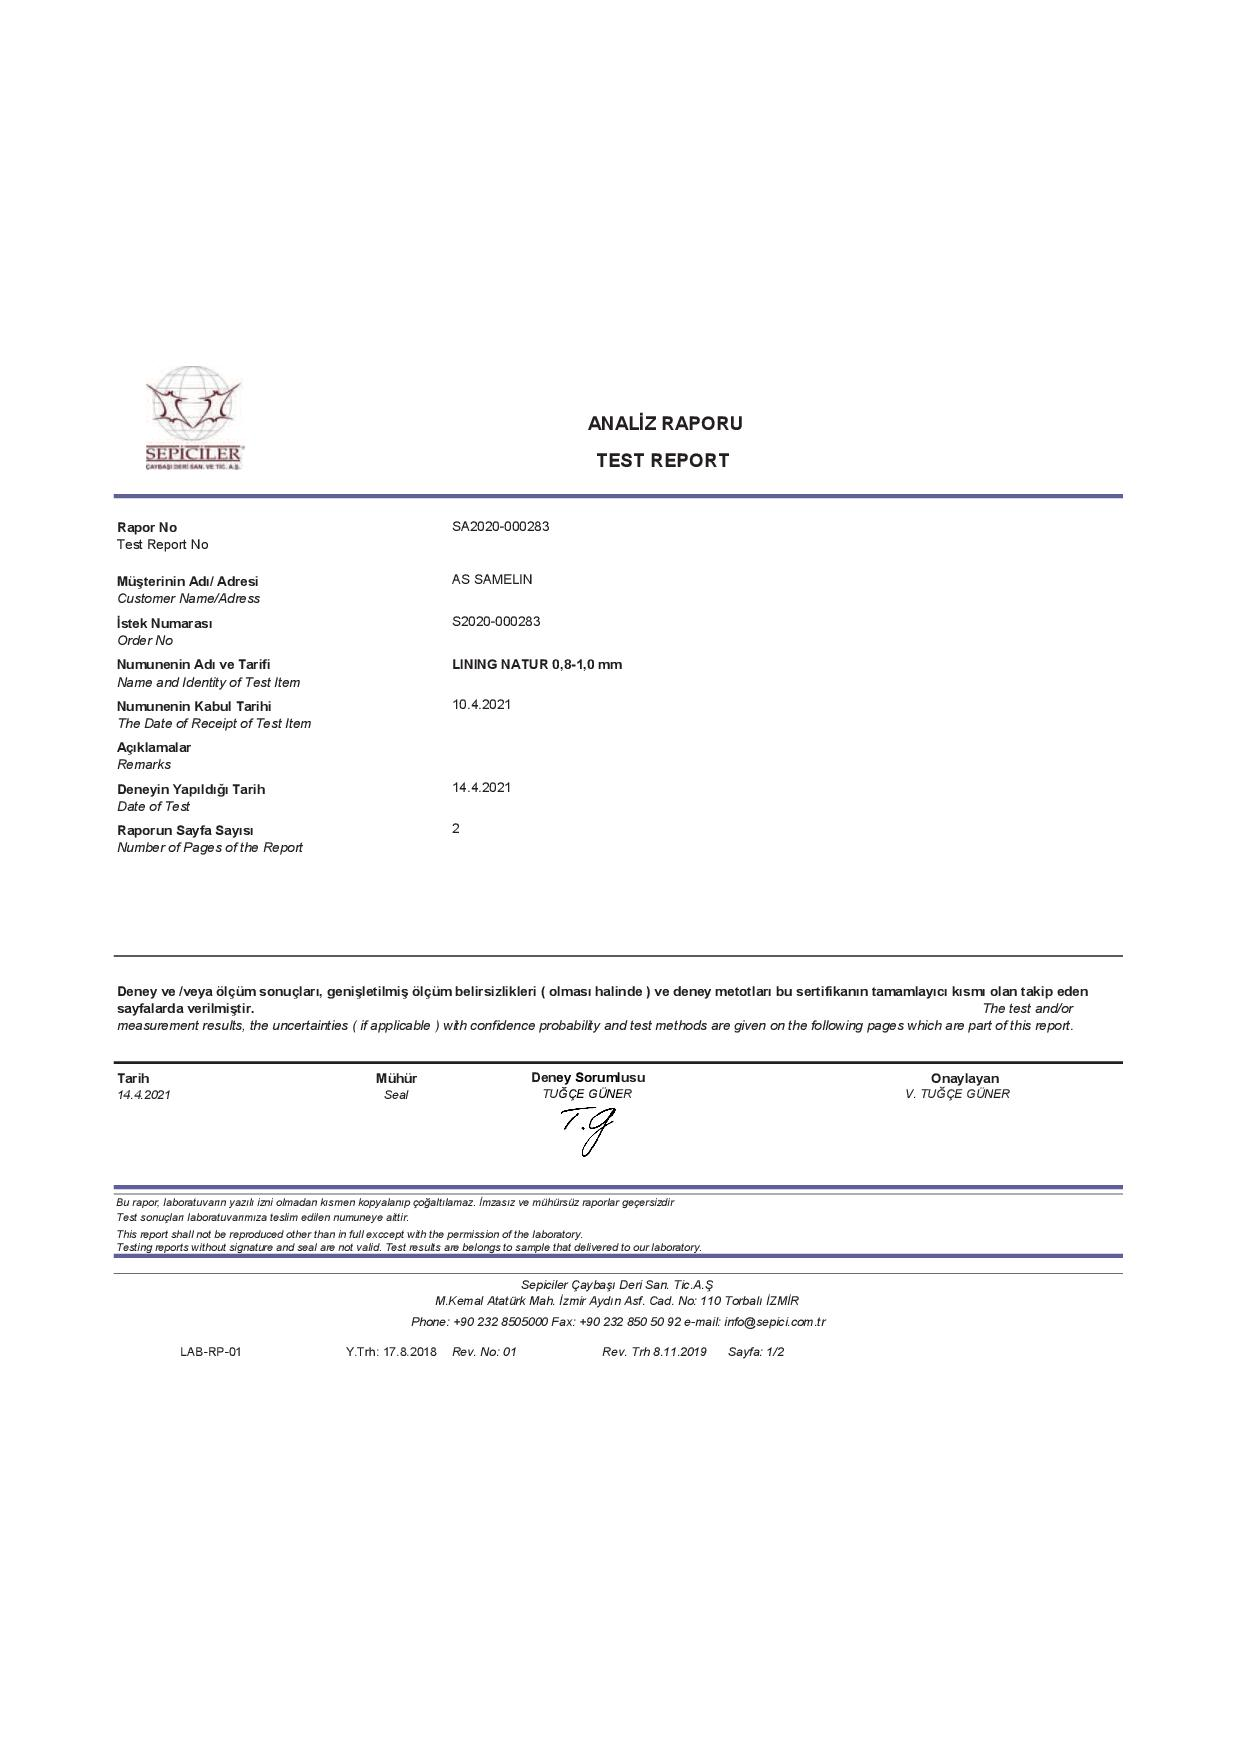 SEPİCİLER
ÇAYBAŞI DERİ SAN. VE TİC. A.Ş.
ANALİZ RAPORU
TEST REPORT
Rapor No SA2020-000283
Test Report No
Müşterinin Adı/ Adresi AS SAMELIN
Customer Name/Adress
İstek Numarası S2020-000283
Order No
Numunenin Adı ve Tarifi LINING NATUR 0,8-1,0 mm
Name and Identity of Test Item
Numunenin Kabul Tarihi 10.4.2021
The Date of Receipt of Test Item
Açıklamalar
Remarks
Deneyin Yapıldığı Tarih 14.4.2021
Date of Test
Raporun Sayfa Sayısı 2
Number of Pages of the Report
Deney ve /veya ölçüm sonuçları, genişletilmiş ölçüm belirsizlikleri ( olması halinde ) ve deney metotları bu sertifikanın tamamlayıcı kısmı olan takip eden
sayfalarda verilmiştir. The test and/or
measurement results, the uncertainties ( if applicable ) with confidence probability and test methods are given on the following pages which are part of this report.
Tarih Mühür Deney Sorumlusu Onaylayan
14.4.2021 Seal TUĞÇE GÜNER V. TUĞÇE GÜNER
T.g
Bu rapor, laboratuvarın yazılı izni olmadan kısmen kopyalanıp çoğaltılamaz. İmzasız ve mühürsüz raporlar geçersizdir
Test sonuçları laboratuvarımıza teslim edilen numuneye aittir.
This report shall not be reproduced other than in full exccept with the permission of the laboratory.
Testing reports without signature and seal are not valid. Test results are belongs to sample that delivered to our laboratory.
Sepiciler Çaybaşı Deri San. Tic.A.Ş
M.Kemal Atatürk Mah. İzmir Aydın Asf. Cad. No: 110 Torbalı İZMİR
Phone: +90 232 8505000 Fax: +90 232 850 50 92 e-mail: info@sepici.com.tr
LAB-RP-01 Y.Trh: 17.8.2018 Rev. No: 01 Rev. Trh 8.11.2019 Sayfa: 1/2